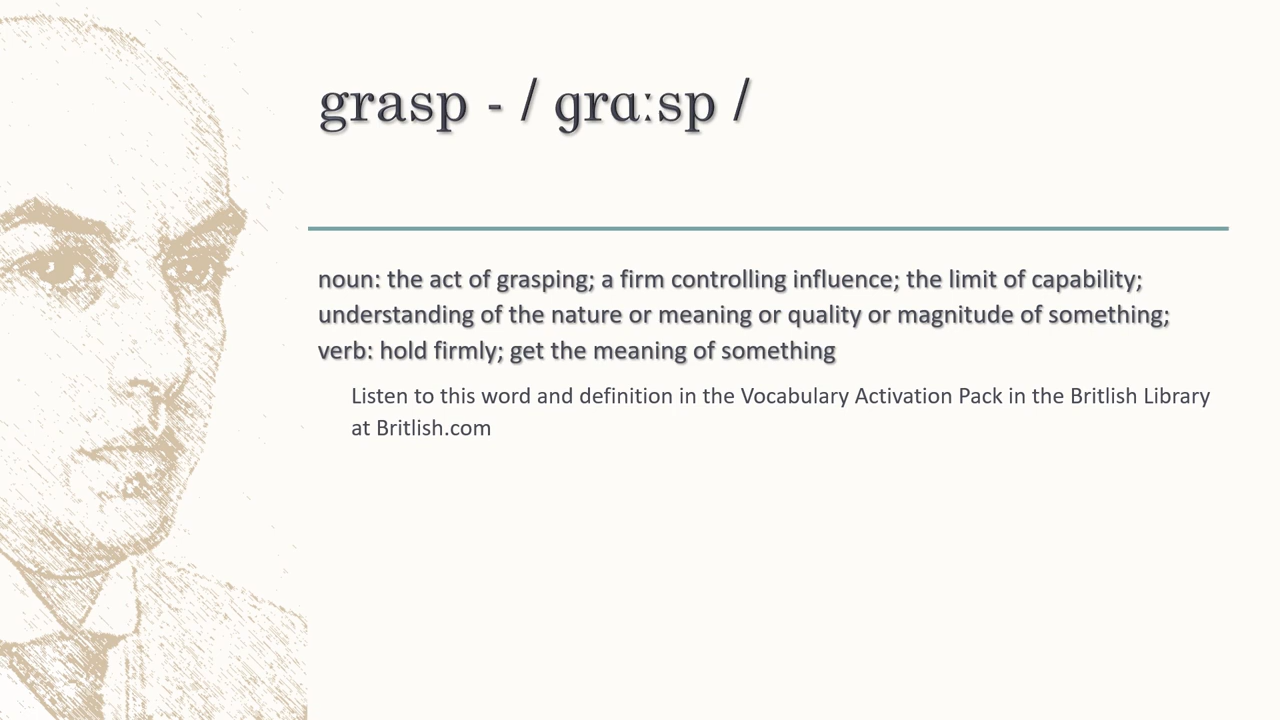 grasp - / ɡrɑːsp /
noun: the act of grasping; a firm controlling influence; the limit of capability;
understanding of the nature or meaning or quality or magnitude of something;
verb: hold firmly; get the meaning of something
Listen to this word and definition in the Vocabulary Activation Pack in the Britlish Library
at Britlish.com